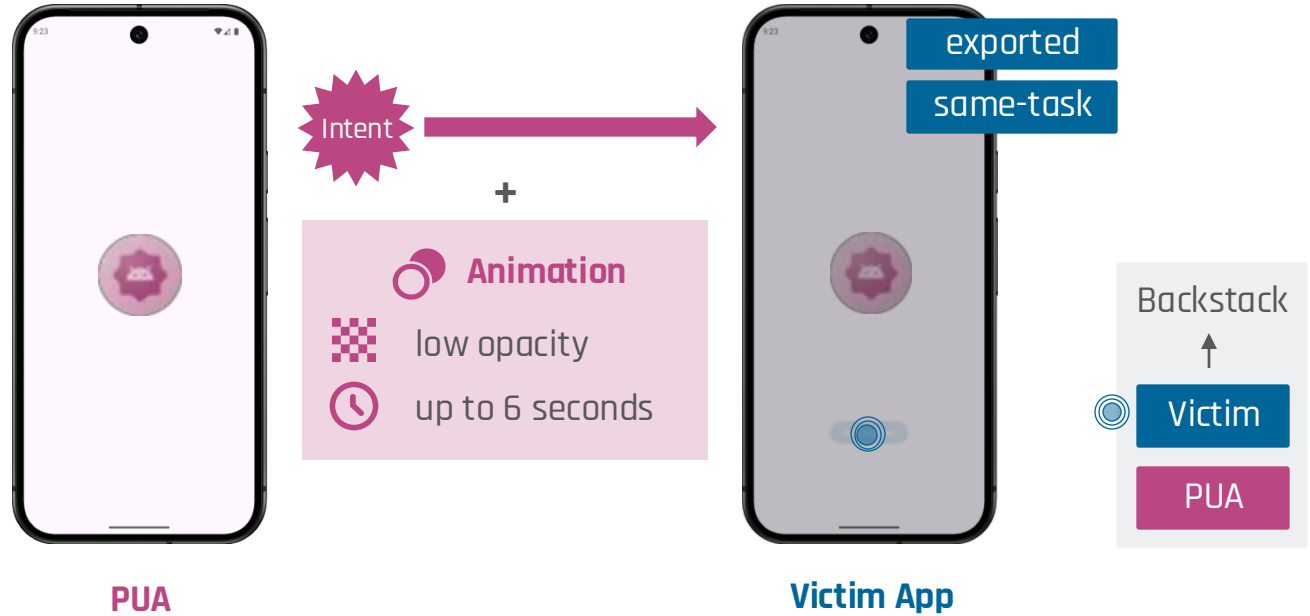 9:23
Intent
+
Animation
low opacity
up to 6 seconds
PUA
9:23
exported
same-task
Victim App
Backstack
Victim
PUA